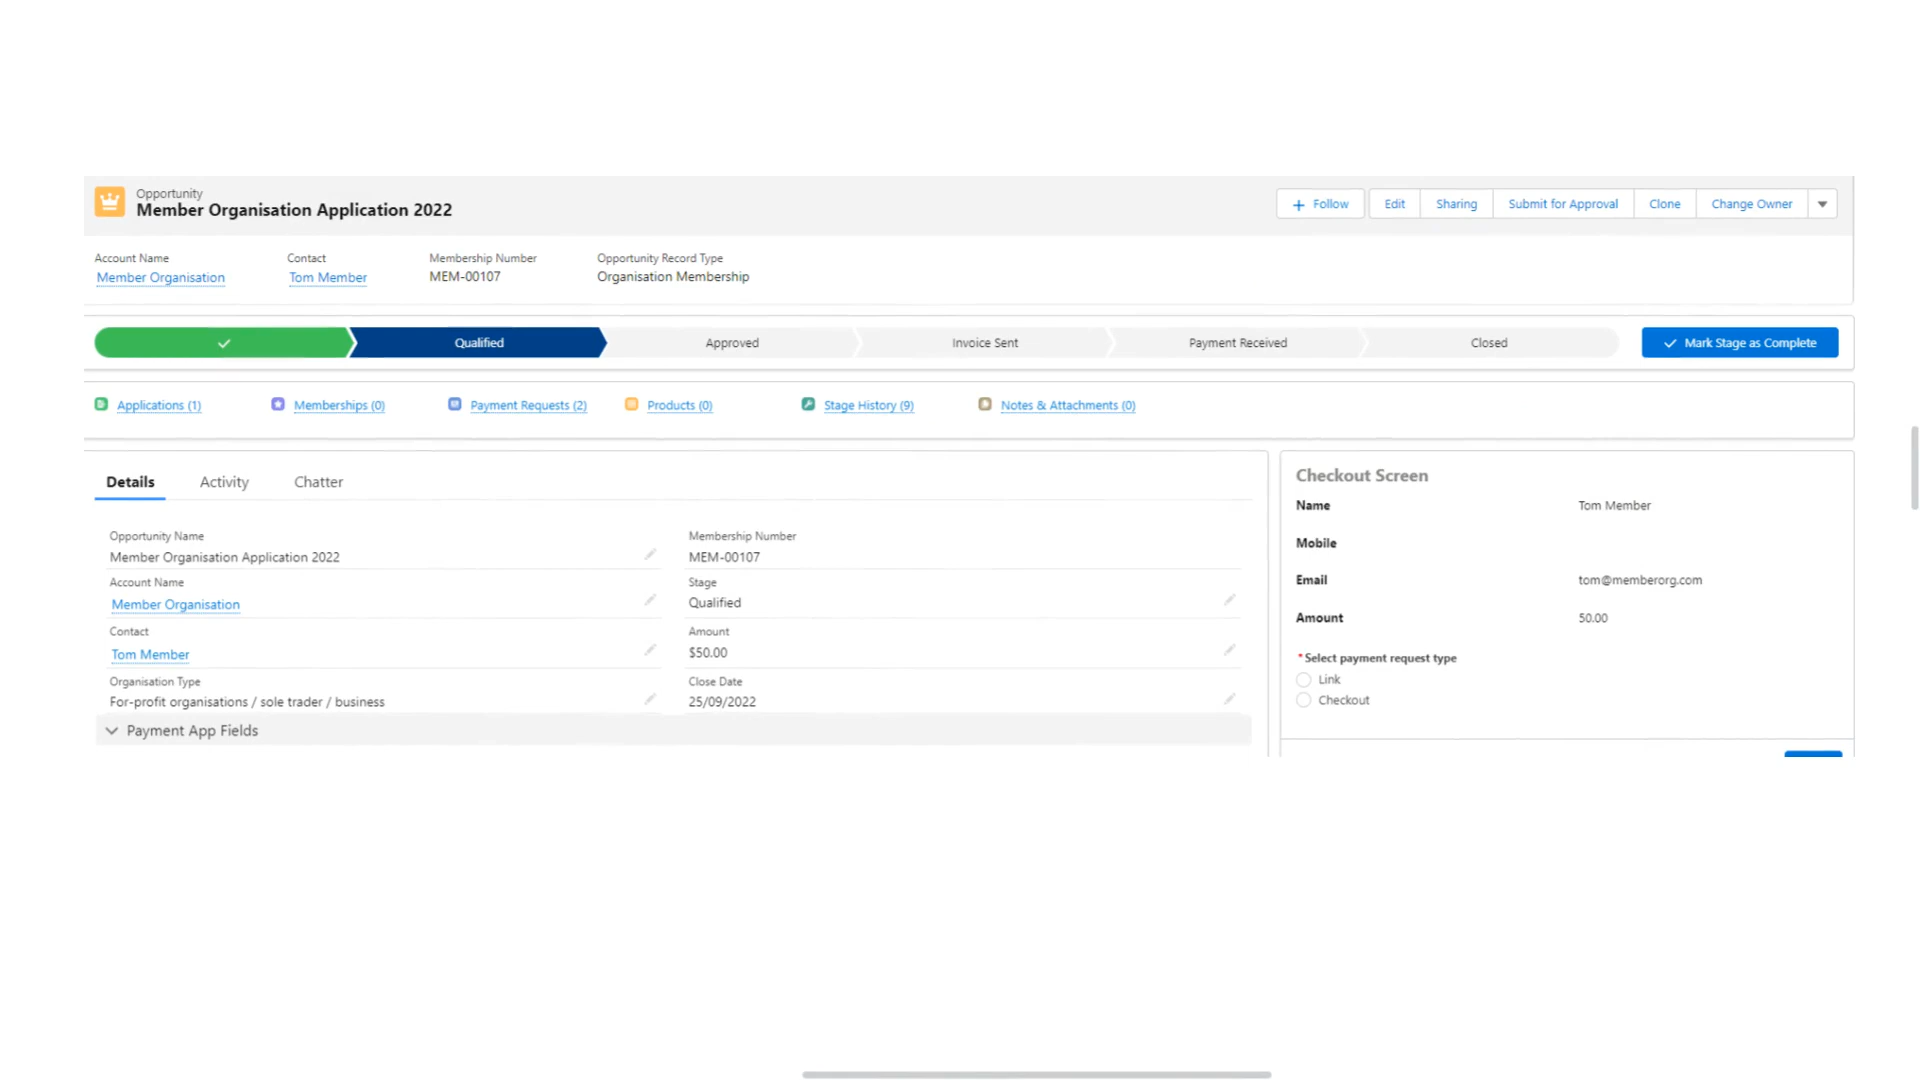 Opportunity
Member Organisation Application 2022
+ Follow Edit Sharing Submit for Approval Clone Change Owner
Account Name Contact Membership Number Opportunity Record Type
Member Organisation Tom Member MEM-00107 Organisation Membership
Qualified Approved Invoice Sent Payment Received Closed Mark Stage as Complete
Applications (1) Memberships (0) Payment Requests (2) Products (0) Stage History (9) Notes & Attachments (0)
Details Activity Chatter
Opportunity Name Membership Number
Member Organisation Application 2022 MEM-00107
Account Name Stage
Member Organisation Qualified
Contact Amount
Tom Member $50.00
Organisation Type Close Date
For-profit organisations / sole trader / business 25/09/2022
Payment App Fields
Checkout Screen
Name Tom Member
Mobile
Email tom@memberorg.com
Amount 50.00
*Select payment request type
Link
Checkout